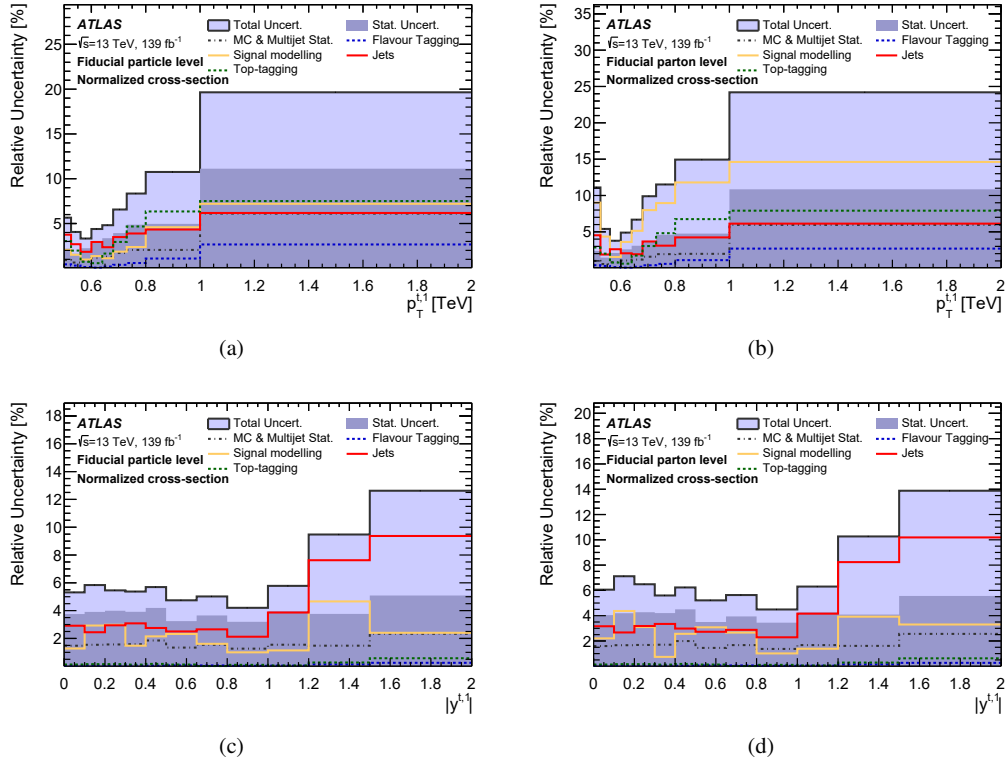 Relative Uncertainty [%]
ATLAS
√s=13 TeV, 139 fb⁻¹
Fiducial particle level
Normalized cross-section
Total Uncert.
Stat. Uncert.
MC & Multijet Stat.
Flavour Tagging
Signal modelling
Jets
Top-tagging
30
25
20
15
10
5
0.6 0.8 1 1.2 1.4 1.6 1.8 2
p_T^{t,1} [TeV]
(a)
Relative Uncertainty [%]
ATLAS
√s=13 TeV, 139 fb⁻¹
Fiducial parton level
Normalized cross-section
Total Uncert.
Stat. Uncert.
MC & Multijet Stat.
Flavour Tagging
Signal modelling
Jets
Top-tagging
35
30
25
20
15
10
5
0.6 0.8 1 1.2 1.4 1.6 1.8 2
p_T^{t,1} [TeV]
(b)
Relative Uncertainty [%]
ATLAS
√s=13 TeV, 139 fb⁻¹
Fiducial particle level
Normalized cross-section
Total Uncert.
Stat. Uncert.
MC & Multijet Stat.
Flavour Tagging
Signal modelling
Jets
Top-tagging
18
16
14
12
10
8
6
4
2
0 0.2 0.4 0.6 0.8 1 1.2 1.4 1.6 1.8 2
|y^{t,1}|
(c)
Relative Uncertainty [%]
ATLAS
√s=13 TeV, 139 fb⁻¹
Fiducial parton level
Normalized cross-section
Total Uncert.
Stat. Uncert.
MC & Multijet Stat.
Flavour Tagging
Signal modelling
Jets
Top-tagging
20
18
16
14
12
10
8
6
4
2
0 0.2 0.4 0.6 0.8 1 1.2 1.4 1.6 1.8 2
|y^{t,1}|
(d)